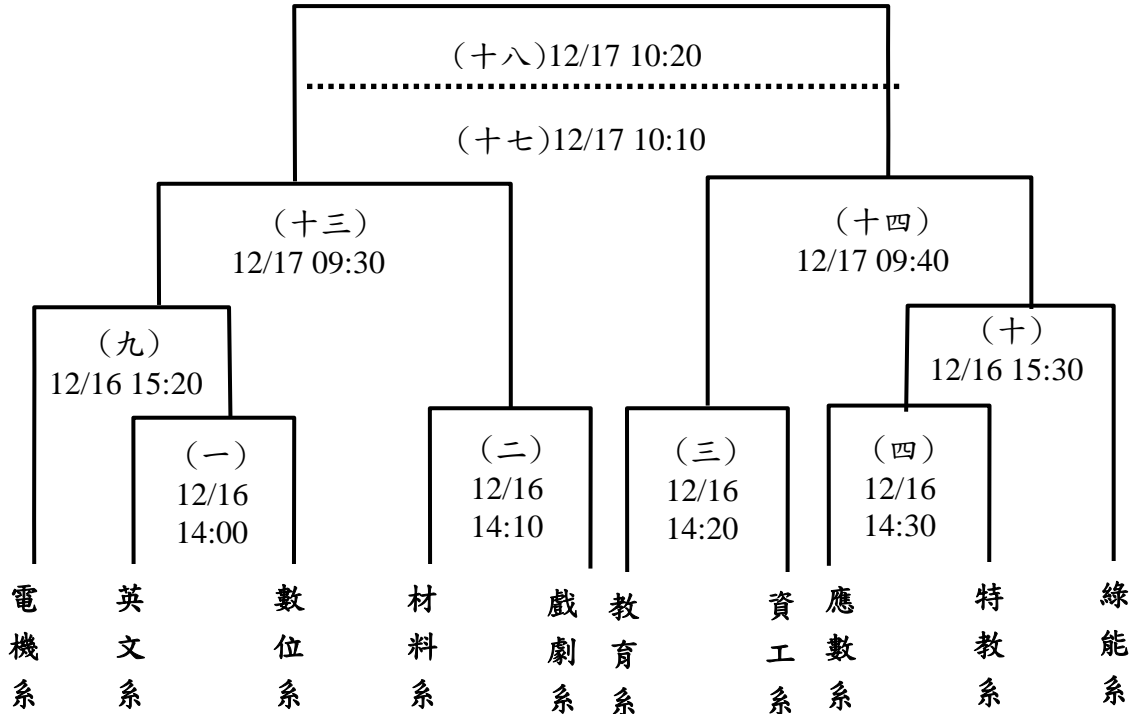 （十八）12/17 10:20
（十七）12/17 10:10
（十三）
12/17 09:30
（十四）
12/17 09:40
（九）
12/16 15:20
（十）
12/16 15:30
（一）
12/16
14:00
（二）
12/16
14:10
（三）
12/16
14:20
（四）
12/16
14:30
電機系
英文系
數位系
材料系
戲劇系
教育系
資工系
應數系
特教系
綠能系